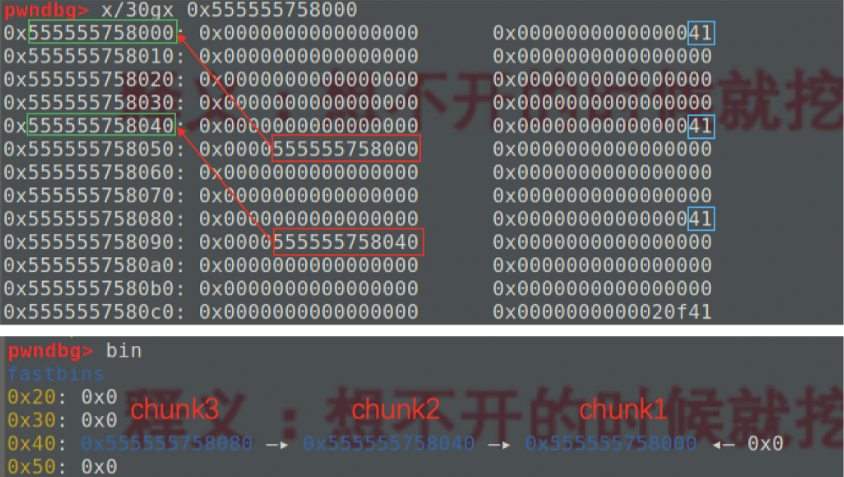 pwndbg> x/30gx 0x555555758000
0x555555758000: 0x0000000000000000 0x0000000000000041
0x555555758010: 0x0000000000000000 0x0000000000000000
0x555555758020: 0x0000000000000000 0x0000000000000000
0x555555758030: 0x0000000000000000 0x0000000000000000
0x555555758040: 0x0000000000000000 0x0000000000000041
0x555555758050: 0x0000555555758000 0x0000000000000000
0x555555758060: 0x0000000000000000 0x0000000000000000
0x555555758070: 0x0000000000000000 0x0000000000000000
0x555555758080: 0x0000000000000000 0x0000000000000041
0x555555758090: 0x0000555555758040 0x0000000000000000
0x5555557580a0: 0x0000000000000000 0x0000000000000000
0x5555557580b0: 0x0000000000000000 0x0000000000000000
0x5555557580c0: 0x0000000000000000 0x0000000000020f41
释义：想不开的时候就挖
pwndbg> bin
fastbins
0x20: 0x0
chunk3 chunk2 chunk1
释义：想不开的时候就挖
0x30: 0x0
0x40: 0x555555758080 —▸ 0x555555758040 —▸ 0x555555758000 ◂— 0x0
0x50: 0x0